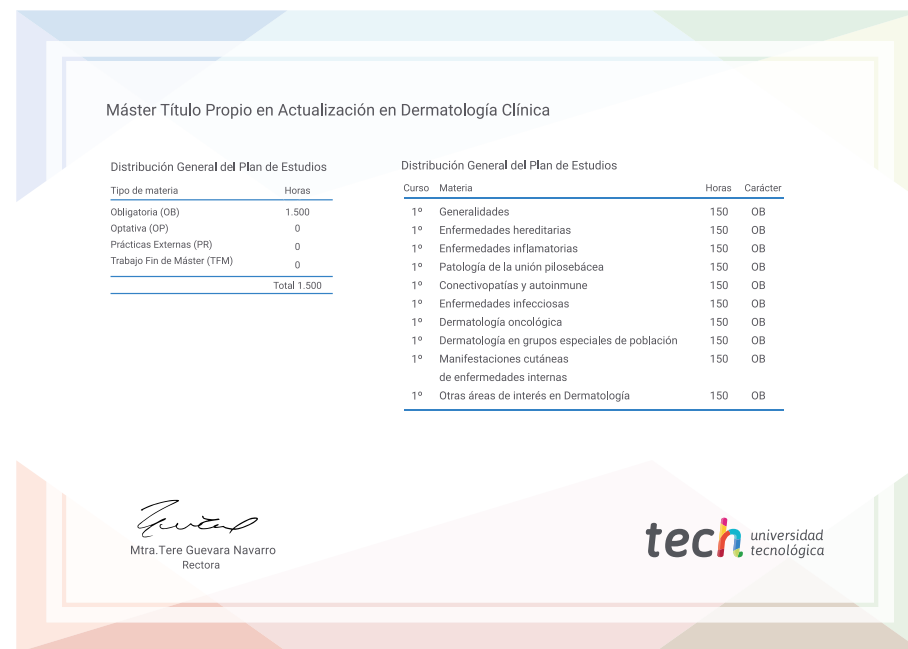 Máster Título Propio en Actualización en Dermatología Clínica
Distribución General del Plan de Estudios
Tipo de materia Horas
Obligatoria (OB) 1.500
Optativa (OP) 0
Prácticas Externas (PR) 0
Trabajo Fin de Máster (TFM) 0
Total 1.500
Distribución General del Plan de Estudios
Curso Materia Horas Carácter
1º Generalidades 150 OB
1º Enfermedades hereditarias 150 OB
1º Enfermedades inflamatorias 150 OB
1º Patología de la unión pilosebácea 150 OB
1º Conectivopatías y autoinmune 150 OB
1º Enfermedades infecciosas 150 OB
1º Dermatología oncológica 150 OB
1º Dermatología en grupos especiales de población 150 OB
1º Manifestaciones cutáneas 150 OB
de enfermedades internas
1º Otras áreas de interés en Dermatología 150 OB
Mtra.Tere Guevara Navarro
Rectora
tech universidad
tecnológica